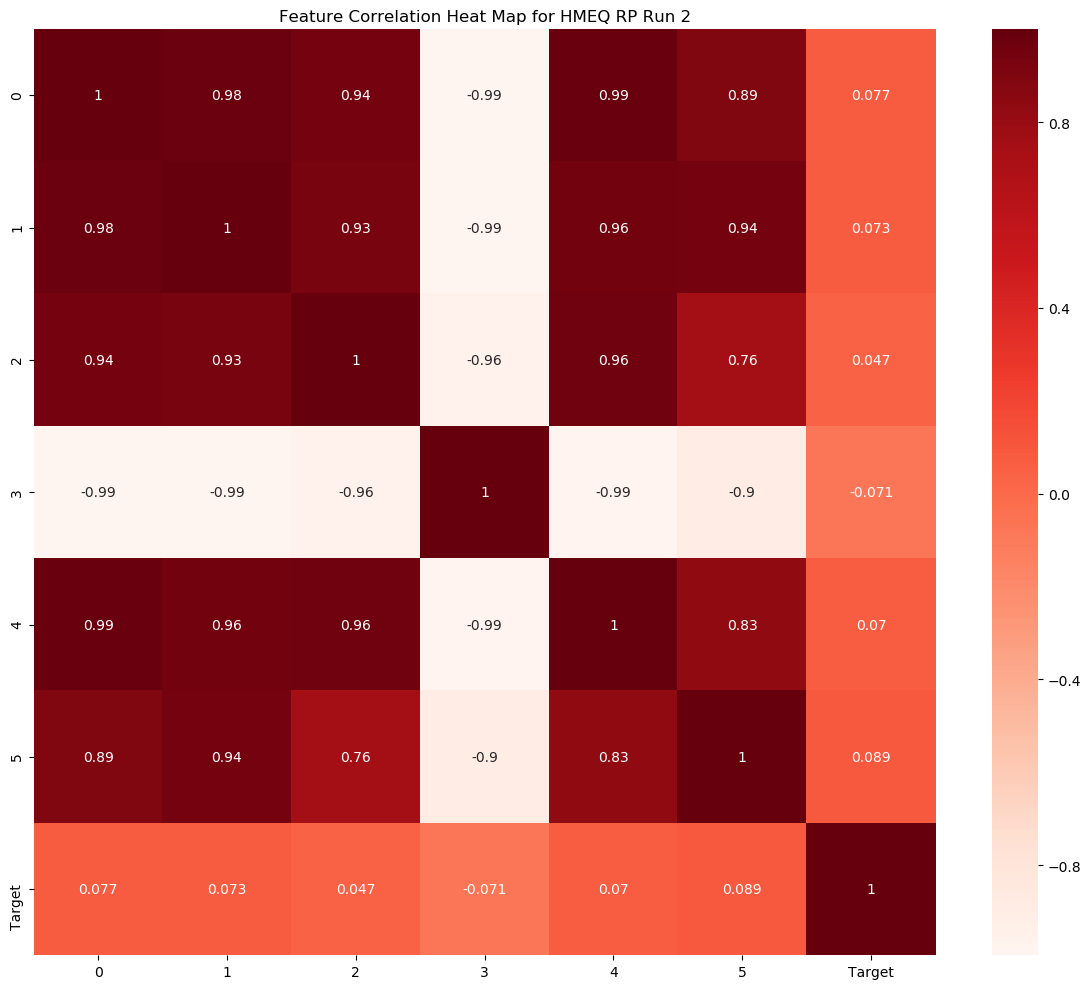 Feature Correlation Heat Map for HMEQ RP Run 2
0 1 0.98 0.94 -0.99 0.99 0.89 0.077
1 0.98 1 0.93 -0.99 0.96 0.94 0.073
2 0.94 0.93 1 -0.96 0.96 0.76 0.047
3 -0.99 -0.99 -0.96 1 -0.99 -0.9 -0.071
4 0.99 0.96 0.96 -0.99 1 0.83 0.07
5 0.89 0.94 0.76 -0.9 0.83 1 0.089
Target 0.077 0.073 0.047 -0.071 0.07 0.089 1
0 1 2 3 4 5 Target
0.8
0.4
0.0
−0.4
−0.8